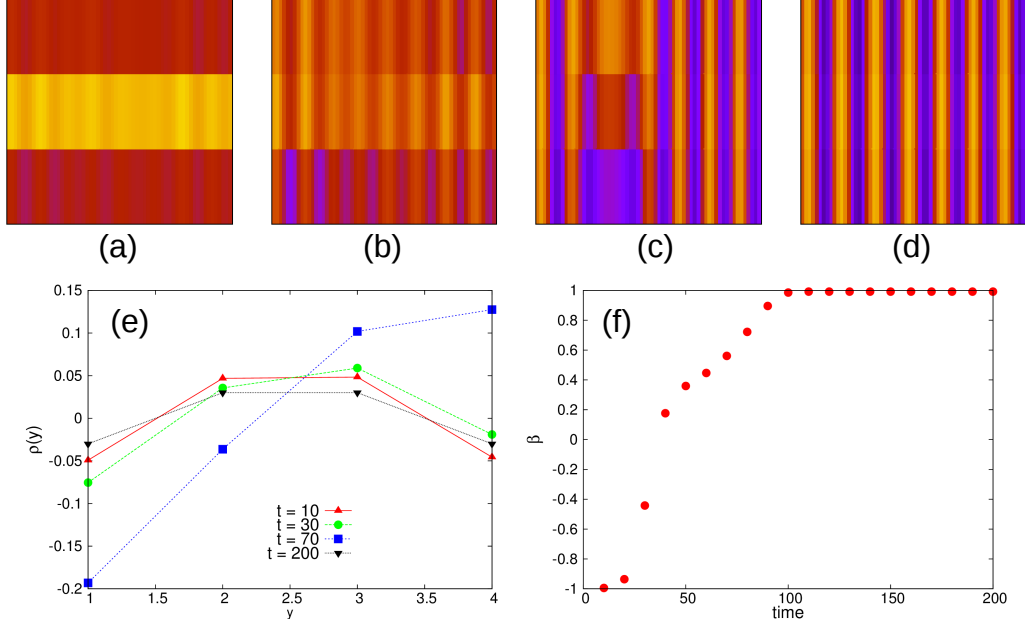 (a) (b) (c) (d)
(e)
0.15
0.1
0.05
0
-0.05
-0.1
-0.15
-0.2
ρ(y)
t = 10
t = 30
t = 70
t = 200
1 1.5 2 2.5 3 3.5 4
y
(f)
1
0.8
0.6
0.4
0.2
0
-0.2
-0.4
-0.6
-0.8
-1
β
0 50 100 150 200
time